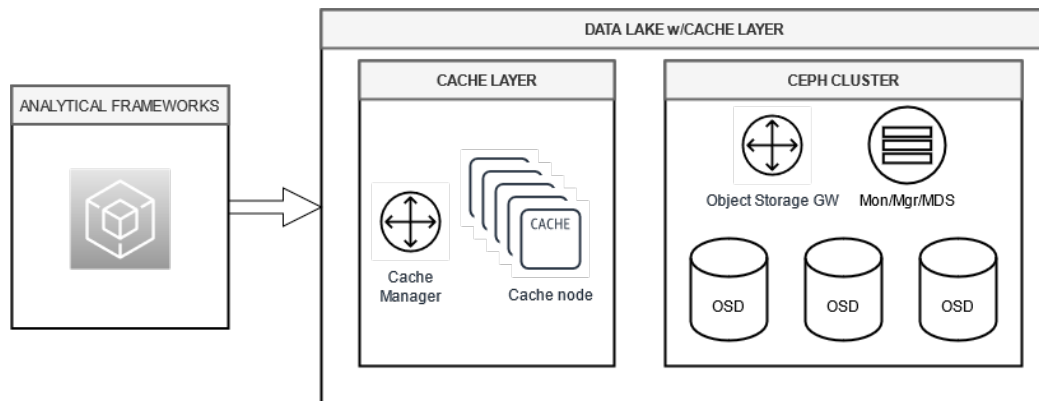 DATA LAKE w/CACHE LAYER
ANALYTICAL FRAMEWORKS
CACHE LAYER
CACHE
Cache
Manager
Cache node
CEPH CLUSTER
Object Storage GW
Mon/Mgr/MDS
OSD
OSD
OSD